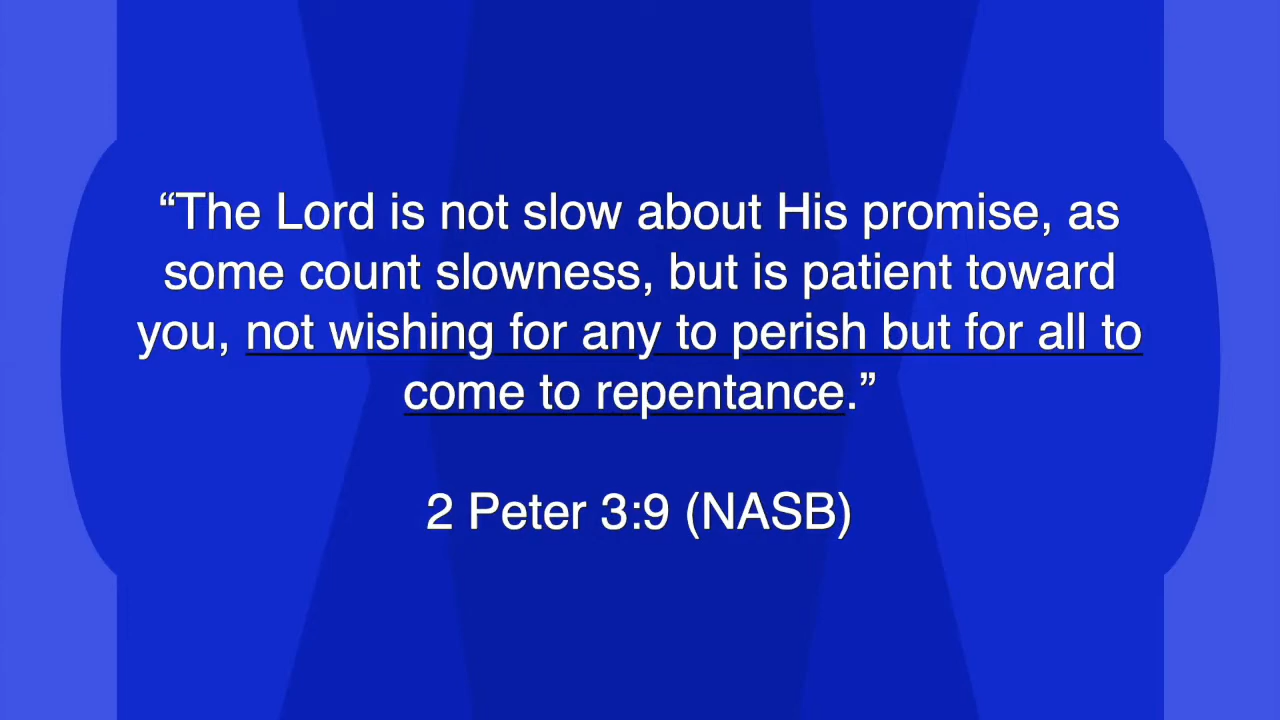 “The Lord is not slow about His promise, as
some count slowness, but is patient toward
you, not wishing for any to perish but for all to
come to repentance.”
2 Peter 3:9 (NASB)